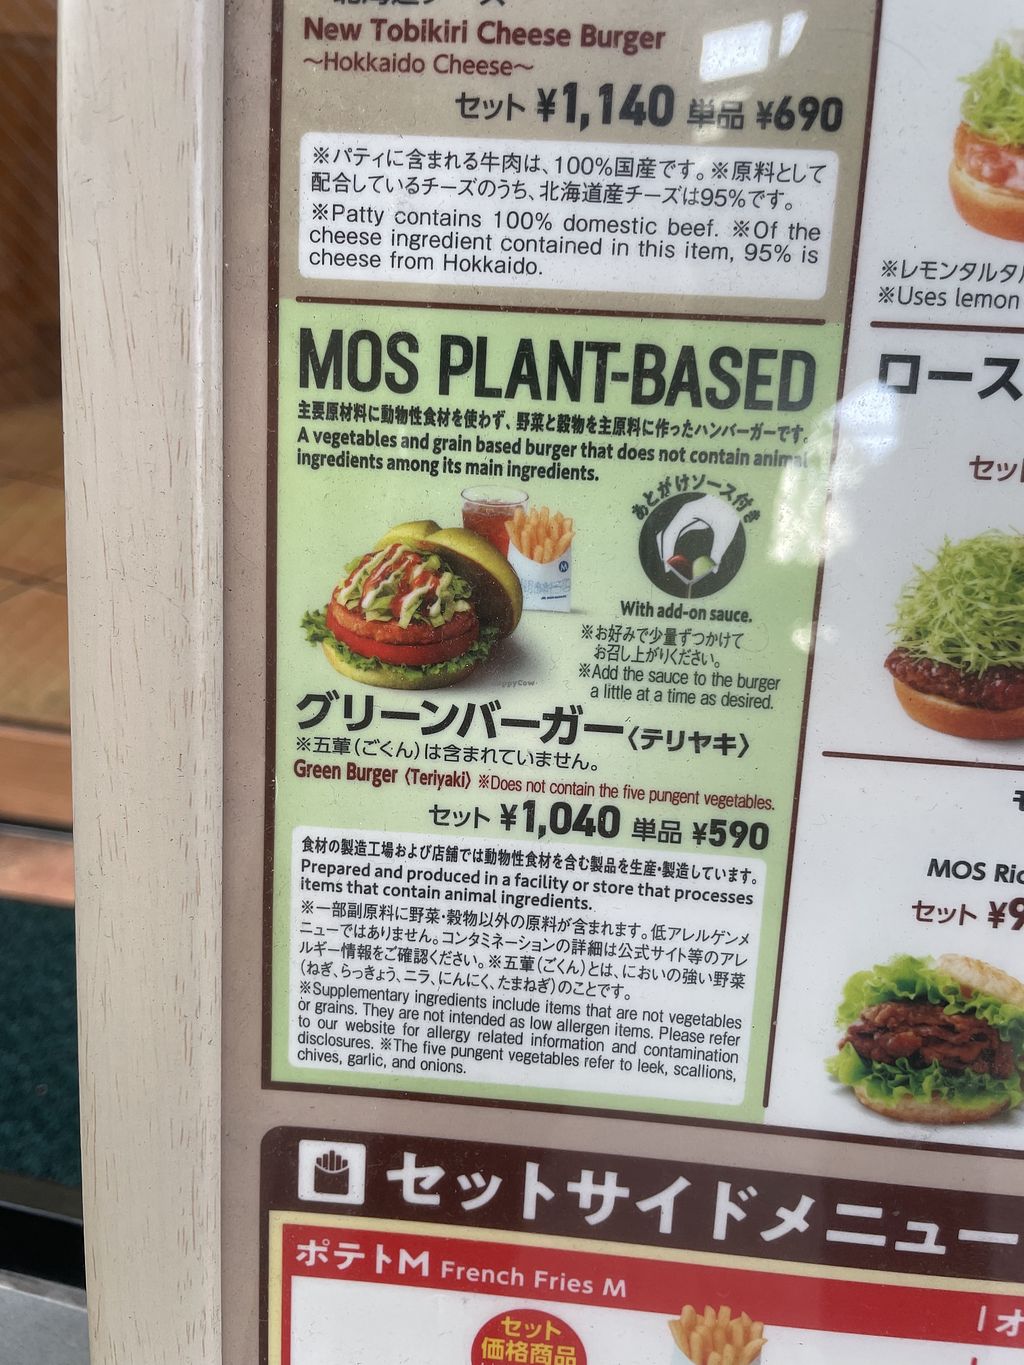 New Tobikiri Cheese Burger
～Hokkaido Cheese～
セット ¥1,140 単品 ¥690
※パティに含まれる牛肉は、100%国産です。※原料として
配合しているチーズのうち、北海道産チーズは95%です。
※Patty contains 100% domestic beef. ※Of the
cheese ingredient contained in this item, 95% is
cheese from Hokkaido.
MOS PLANT-BASED
主要原材料に動物性食材を使わず、野菜と穀物を主原料に作ったハンバーガーです。
A vegetables and grain based burger that does not contain animal
ingredients among its main ingredients.
あとがけソース付き
With add-on sauce.
※お好みで少量ずつかけて
お召し上がりください。
※Add the sauce to the burger
a little at a time as desired.
グリーンバーガー〈テリヤキ〉
※五葷(ごくん)は含まれていません。
Green Burger〈Teriyaki〉※Does not contain the five pungent vegetables.
セット ¥1,040 単品 ¥590
食材の製造工場および店舗では動物性食材を含む製品を生産・製造しています。
Prepared and produced in a facility or store that processes
items that contain animal ingredients.
※一部副原料に野菜・穀物以外の原料が含まれます。低アレルゲンメ
ニューではありません。コンタミネーションの詳細は公式サイト等のアレ
ルギー情報をご確認ください。※五葷(ごくん)とは、においの強い野菜
(ねぎ、らっきょう、ニラ、にんにく、たまねぎ)のことです。
※Supplementary ingredients include items that are not vegetables
or grains. They are not intended as low allergen items. Please refer
to our website for allergy related information and contamination
disclosures. ※The five pungent vegetables refer to leek, scallions,
chives, garlic, and onions.
※レモンタルタ
※Uses lemon
ロース
セッ
MOS Ric
セット ¥9
セットサイドメニュー
ポテトM French Fries M
セット
価格商品